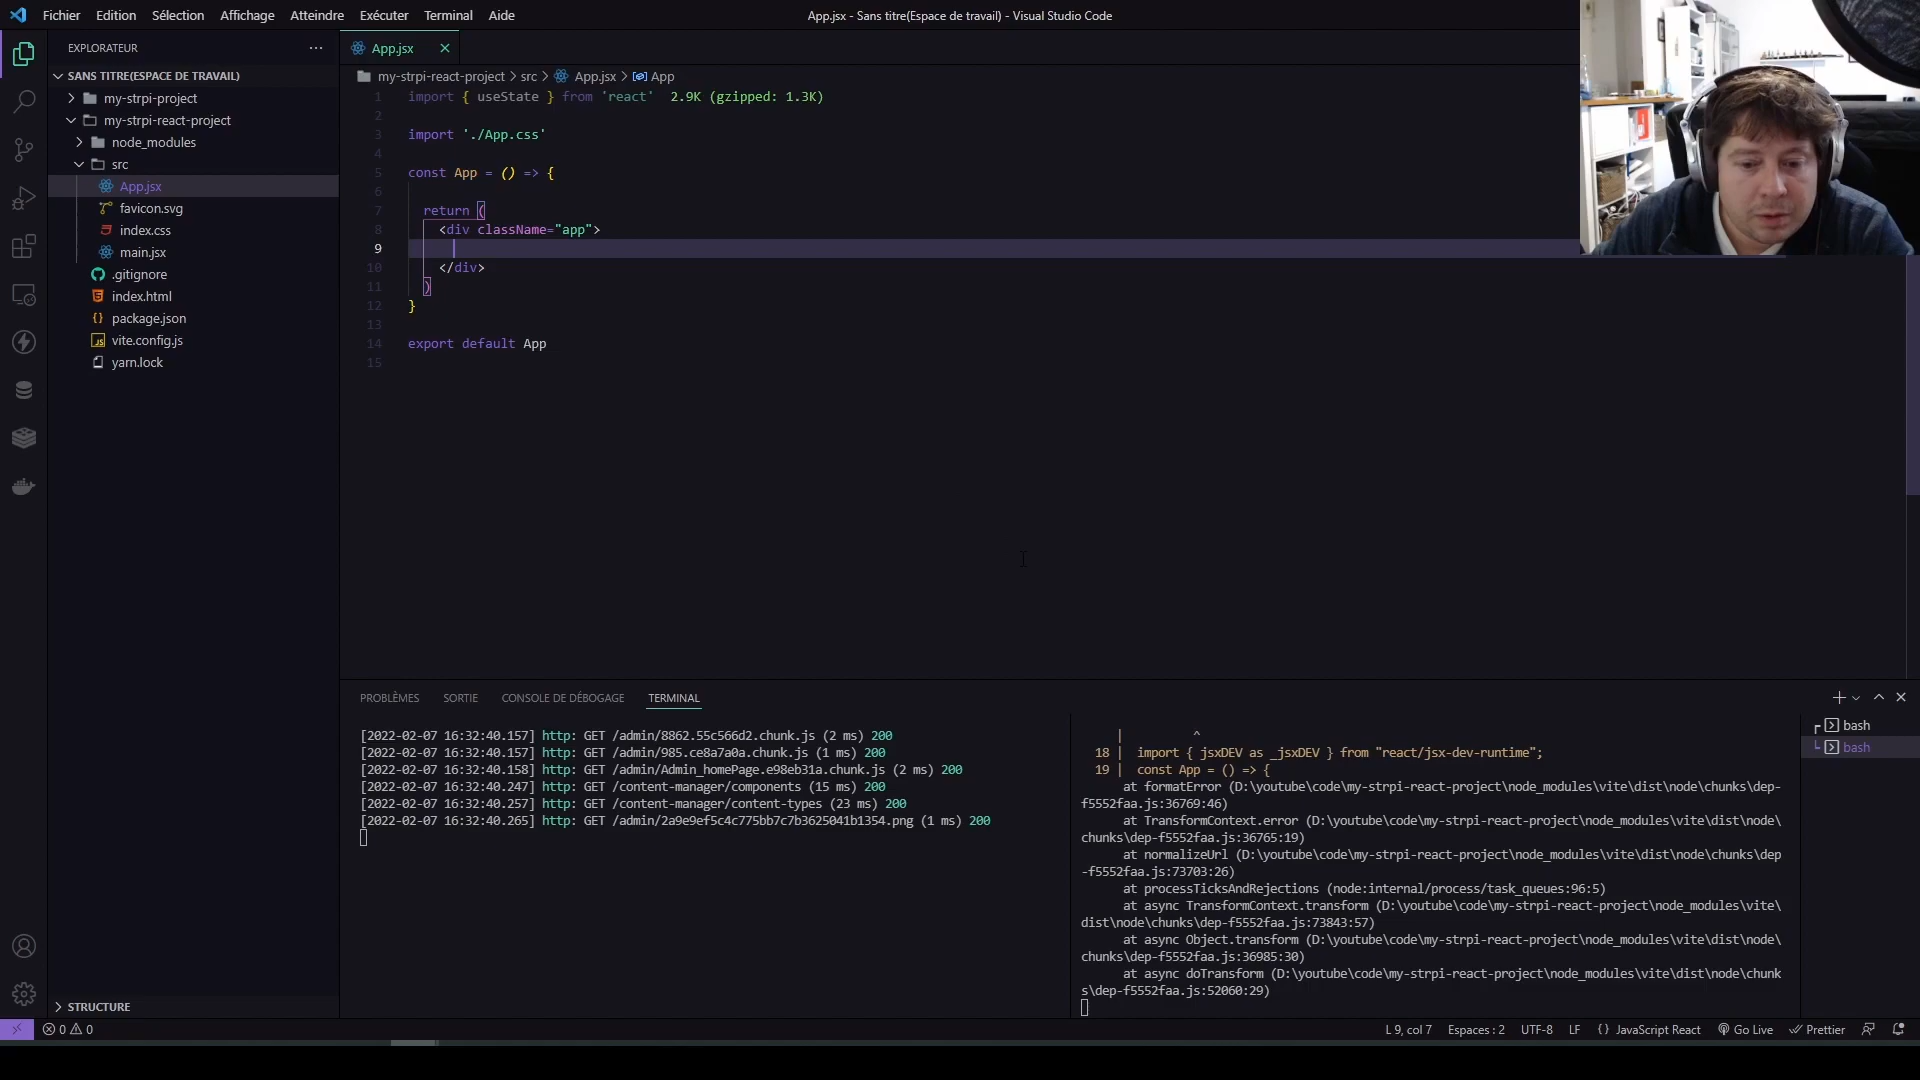 Fichier Edition Sélection Affichage Atteindre Exécuter Terminal Aide
App.jsx - Sans titre(Espace de travail) - Visual Studio Code
EXPLORATEUR
SANS TITRE(ESPACE DE TRAVAIL)
my-strpi-project
my-strpi-react-project
node_modules
src
App.jsx
favicon.svg
index.css
main.jsx
.gitignore
index.html
package.json
vite.config.js
yarn.lock
STRUCTURE
App.jsx
my-strpi-react-project > src > App.jsx > App
1 import { useState } from 'react' 2.9K (gzipped: 1.3K)
2
3 import './App.css'
4
5 const App = () => {
6
7 return (
8 <div className="app">
9
10 </div>
11 )
12 }
13
14 export default App
15
PROBLÈMES SORTIE CONSOLE DE DÉBOGAGE TERMINAL
[2022-02-07 16:32:40.157] http: GET /admin/8862.55c566d2.chunk.js (2 ms) 200
[2022-02-07 16:32:40.157] http: GET /admin/985.ce8a7a0a.chunk.js (1 ms) 200
[2022-02-07 16:32:40.158] http: GET /admin/Admin_homePage.e98eb31a.chunk.js (2 ms) 200
[2022-02-07 16:32:40.247] http: GET /content-manager/components (15 ms) 200
[2022-02-07 16:32:40.257] http: GET /content-manager/content-types (23 ms) 200
[2022-02-07 16:32:40.265] http: GET /admin/2a9e9ef5c4c775bb7c7b3625041b1354.png (1 ms) 200
| ^
18 | import { jsxDEV as _jsxDEV } from "react/jsx-dev-runtime";
19 | const App = () => {
at formatError (D:\youtube\code\my-strpi-react-project\node_modules\vite\dist\node\chunks\dep-
f5552faa.js:36769:46)
at TransformContext.error (D:\youtube\code\my-strpi-react-project\node_modules\vite\dist\node\
chunks\dep-f5552faa.js:36765:19)
at normalizeUrl (D:\youtube\code\my-strpi-react-project\node_modules\vite\dist\node\chunks\dep
-f5552faa.js:73703:26)
at processTicksAndRejections (node:internal/process/task_queues:96:5)
at async TransformContext.transform (D:\youtube\code\my-strpi-react-project\node_modules\vite\
dist\node\chunks\dep-f5552faa.js:73843:57)
at async Object.transform (D:\youtube\code\my-strpi-react-project\node_modules\vite\dist\node\
chunks\dep-f5552faa.js:36985:30)
at async doTransform (D:\youtube\code\my-strpi-react-project\node_modules\vite\dist\node\chunk
s\dep-f5552faa.js:52060:29)
bash
bash
0 0
L 9, col 7 Espaces : 2 UTF-8 LF {} JavaScript React Go Live Prettier